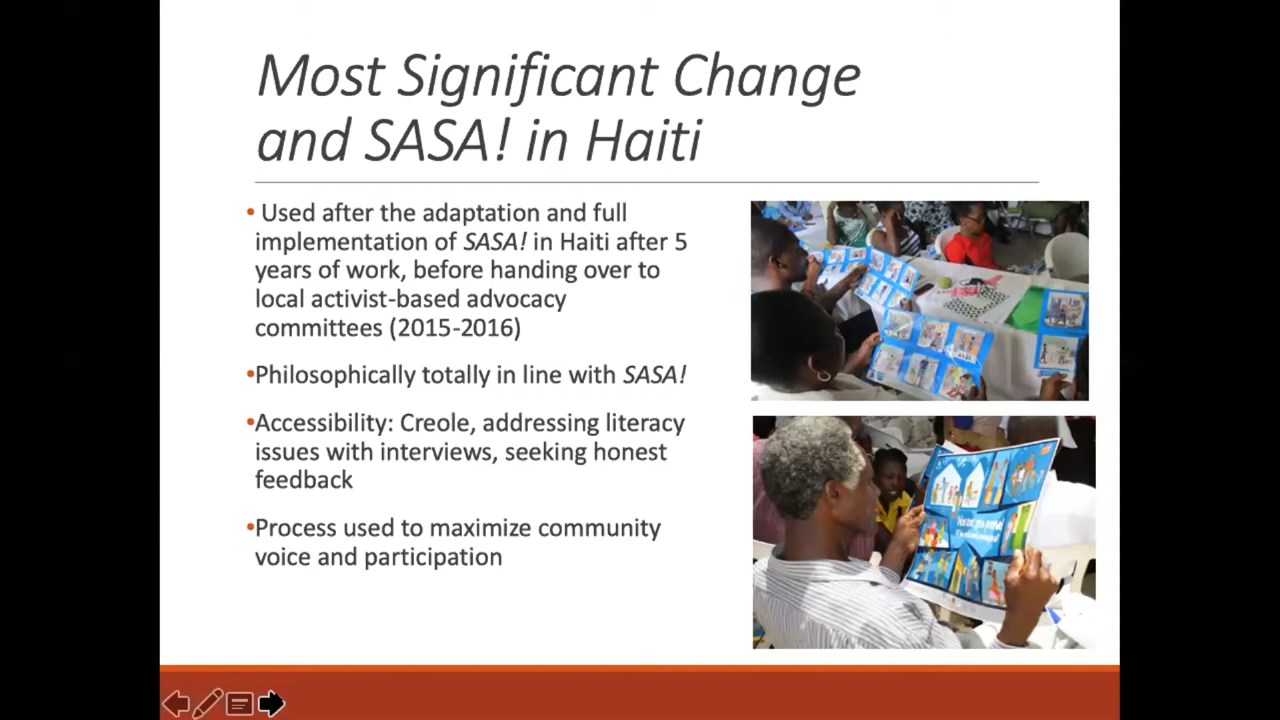 Most Significant Change
and SASA! in Haiti
• Used after the adaptation and full
implementation of SASA! in Haiti after 5
years of work, before handing over to
local activist-based advocacy
committees (2015-2016)
•Philosophically totally in line with SASA!
•Accessibility: Creole, addressing literacy
issues with interviews, seeking honest
feedback
•Process used to maximize community
voice and participation